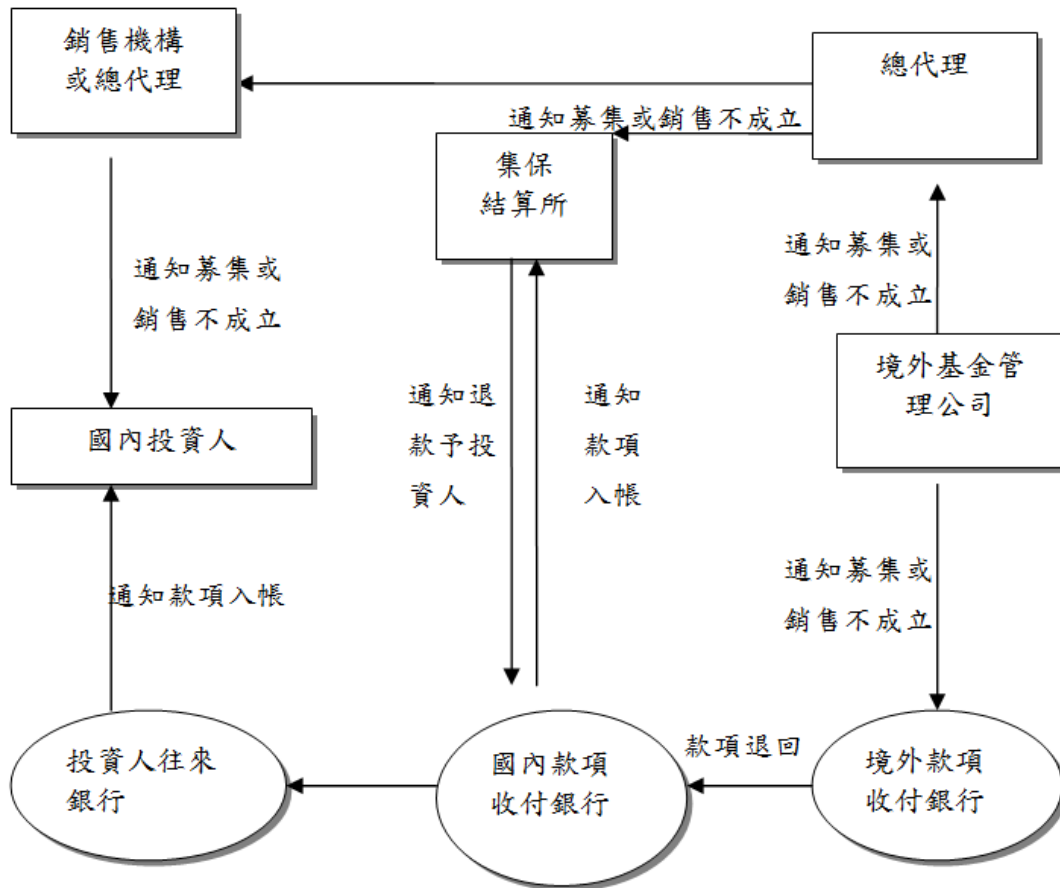 銷售機構
或總代理
總代理
通知募集或銷售不成立
集保
結算所
通知募集或
銷售不成立
通知募集或
銷售不成立
境外基金管
理公司
國內投資人
通知退
款予投
資人
通知
款項
入帳
通知募集或
銷售不成立
通知款項入帳
款項退回
投資人往來
銀行
國內款項
收付銀行
境外款項
收付銀行